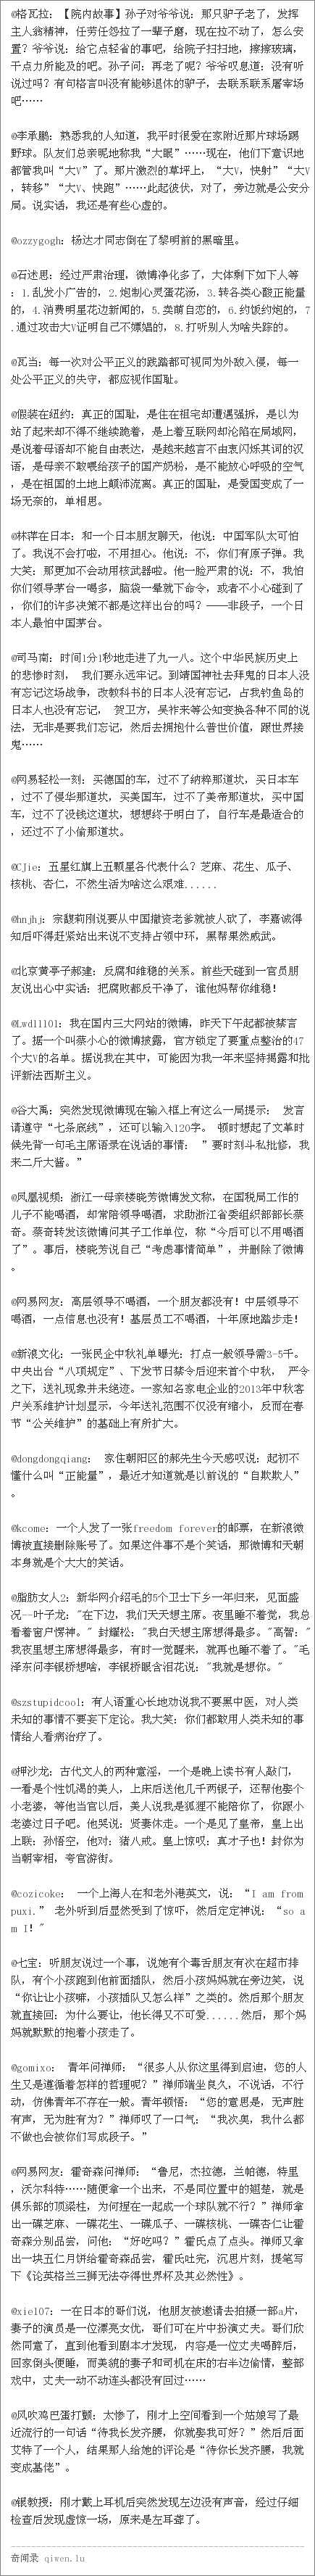 @格瓦拉：【院内故事】孙子对爷爷说：那只驴子老了，发挥
主人翁精神，任劳任怨拉了一辈子磨，现在拉不动了，怎么安
置？爷爷说：给它点轻省的事吧，给院子扫扫地，擦擦玻璃，
干点力所能及的吧。孙子问：再老了呢？爷爷叹息道：没有听
说过吗？有句格言叫没有能够退休的驴子，去联系联系屠宰场
吧……
@李承鹏：熟悉我的人知道，我平时很爱在家附近那片球场踢
野球。队友们总亲昵地称我“大眼”……现在，他们下意识地
都管我叫“大V”了。那片激烈的草坪上，“大V，快射”“大V
，转移”“大V、快跑”……此起彼伏，对了，旁边就是公安分
局。说实话，我还是有些心虚的。
@ozzygogh：杨达才同志倒在了黎明前的黑暗里。
@石述思：经过严肃治理，微博净化多了，大体剩下如下人等
：1.乱发小广告的，2.炮制心灵蛋花汤，3.转各类心酸正能量
的，4.消费明星花边新闻的，5.卖萌自恋的，6.约饭约炮的，7
.通过攻击大V证明自己不嫖娼的，8.打听别人为啥失踪的。
@瓦当：每一次对公平正义的践踏都可视同为外敌入侵，每一
处公平正义的失守，都应视作国耻。
@假装在纽约：真正的国耻，是住在祖宅却遭遇强拆，是以为
站了起来却不得不继续跪着，是上着互联网却沦陷在局域网，
是说着母语却不能自由表达，是越来越言不由衷闪烁其词的汉
语，是母亲不敢喂给孩子的国产奶粉，是不能放心呼吸的空气
，是在祖国的土地上颠沛流离。真正的国耻，是爱国变成了一
场无奈的，单相思。
@林萍在日本：和一个日本朋友聊天，他说：中国军队太可怕
了。我说不会打啦，不用担心。他说：不，你们有原子弹。我
大笑：那更加不会动用核武器啦。他一脸严肃的说：不，我怕
你们领导茅台一喝多，脑袋一晕就下命令，或者不小心碰到了
，你们的许多决策不都是这样出台的吗？——非段子，一个日
本人最怕中国茅台。
@司马南：时间1分1秒地走进了九一八。这个中华民族历史上
的悲惨时刻， 我们要永远牢记。到靖国神社去拜鬼的日本人没
有忘记这场战争，改教科书的日本人没有忘记，占我钓鱼岛的
日本人也没有忘记， 贺卫方，吴祚来等公知变换各种不同的说
法，无非是要我们忘记，然后去拥抱什么普世价值，跟世界接
鬼……
@网易轻松一刻：买德国的车，过不了纳粹那道坎，买日本车
，过不了侵华那道坎，买美国车，过不了美帝那道坎，买中国
车，过不了没钱这道坎，想想终于明白了，自行车是最适合的
，还过不了小偷那道坎。
@CJie：五星红旗上五颗星各代表什么？芝麻、花生、瓜子、
核桃、杏仁，不然生活为啥这么艰难......
@hnjhj：宗馥莉刚说要从中国撤资老爹就被人砍了，李嘉诚得
知后吓得赶紧站出来说不支持占领中环，黑帮果然威武。
@北京黄亭子郝建：反腐和维稳的关系。前些天碰到一官员朋
友说出心中实话：把腐败都反干净了，谁他妈帮你维稳！
@Lwd11101：我在国内三大网站的微博，昨天下午起都被禁言
了。据一个叫蔡小心的微博披露，官方锁定了要重点整治的47
个大V的名单。据说我在其中，可能因为我一年来坚持揭露和批
评新法西斯主义。
@谷大禹：突然发现微博现在输入框上有这么一局提示： 发言
请遵守“七条底线”，还可以输入120字。 顿时想起了文革时
候先背一句毛主席语录在说话的事情： ”要时刻斗私批修，我
来二斤大酱。”
@凤凰视频：浙江一母亲楼晓芳微博发文称，在国税局工作的
儿子不能喝酒，却常陪领导喝酒，求助浙江省委组织部部长蔡
奇。蔡奇转发该微博问其子工作单位，称“今后可以不用喝酒
了”。事后，楼晓芳说自己“考虑事情简单”，并删除了微博
。
@网易网友：高层领导不喝酒，一个朋友都没有！中层领导不
喝酒，一点信息也没有！基层员工不喝酒，十年原地踏步走！
@新浪文化：一张民企中秋礼单曝光：打点一般领导需3-5千。
中央出台“八项规定”、下发节日禁令后迎来首个中秋， 严令
之下，送礼现象并未绝迹。一家知名家电企业的2013年中秋客
户关系维护计划显示，今年送礼范围不仅没有缩小，反而在春
节“公关维护”的基础上有所扩大。
@dongdongqiang： 家住朝阳区的郝先生今天感叹说：起初不
懂什么叫“正能量”，最近才知道就是以前说的“自欺欺人”
。
@kcome：一个人发了一张freedom forever的邮票，在新浪微
博被直接删除账号了。如果这件事不是个笑话，那微博和天朝
本身就是个大大的笑话。
@脂肪女人2：新华网介绍毛的5个卫士下乡一年归来，见面盛
况--叶子龙："在下边，我们天天想主席。夜里睡不着觉，我总
看着窗户愣神。" 封耀松："我白天想主席想得最多。"高智："
我夜里想主席想得最多，有时一觉醒来，就再也睡不着了。"毛
泽东问李银桥想啥，李银桥眼含泪花说："我就是想你。"
@szstupidcool：有人语重心长地劝说我不要黑中医，对人类
未知的事情不要妄下定论。我大笑：你们都敢用人类未知的事
情给人看病治疗了。
@押沙龙：古代文人的两种意淫，一个是晚上读书有人敲门，
一看是个性饥渴的美人，上床后送他几千两银子，还帮他娶个
小老婆，等他当官以后，美人说我是狐狸不能陪你了，你跟小
老婆过日子吧。他哭说：贤妻休走。一个是见了皇帝，皇上出
上联：孙悟空，他对：猪八戒。皇上惊叹：真才子也！封你为
当朝宰相，夸官游街。
@cozicoke： 一个上海人在和老外港英文，说：“I am from
puxi.” 老外听到后显然受到了惊吓，然后定定神说：“so a
m I！"
@七宝：听朋友说过一个事，说她有个毒舌朋友有次在超市排
队，有个小孩跑到他前面插队，然后小孩妈妈就在旁边笑，说
“你让让小孩嘛，小孩插队又怎么样”之类的。然后那个朋友
就直接回：为什么要让，他长得又不可爱......然后，那个妈
妈就默默的抱着小孩走了。
@gomixo： 青年问禅师：“很多人从你这里得到启迪，您的人
生又是遵循着怎样的哲理呢？”禅师端坐良久，不说话，不行
动，仿佛青年不存在一般。青年顿悟：“您的意思是，无声胜
有声，无为胜有为？”禅师叹了一口气：“我次奥，我什么都
不做也会被你们写成段子。”
@网易网友：霍奇森问禅师：“鲁尼，杰拉德，兰帕德，特里
，沃尔科特……随便拿一个出来，不是同位置中的翘楚，就是
俱乐部的顶梁柱，为何捏在一起成一个球队就不行？”禅师拿
出一碟芝麻、一碟花生、一碟瓜子、一碟核桃、一碟杏仁让霍
奇森分别品尝，问他：“好吃吗？”霍氏点了点头。禅师又拿
出一块五仁月饼给霍奇森品尝，霍氏吐完，沉思片刻，提笔写
下《论英格兰三狮无法夺得世界杯及其必然性》。
@xie107：一在日本的哥们说，他朋友被邀请去拍摄一部a片，
妻子的演员是一位漂亮女优，哥们可在片中扮演丈夫。哥们欣
然同意了，直到他看到剧本才发现，内容是一位丈夫喝醉后，
回家倒头便睡，而美貌的妻子和司机在床的右半边偷情，整部
戏中，丈夫一动不动连头都没有回过……
@风吹鸡巴蛋打颤：太惨了，刚才上空间看到一个姑娘写了最
近流行的一句话“待我长发齐腰，你就娶我可好？”然后后面
艾特了一个人，结果那人给她的评论是“待你长发齐腰，我就
变成基佬”。
@银教授：刚才戴上耳机后突然发现左边没有声音，经过仔细
检查后发现虚惊一场，原来是左耳聋了。
奇闻录 qiwen.lu